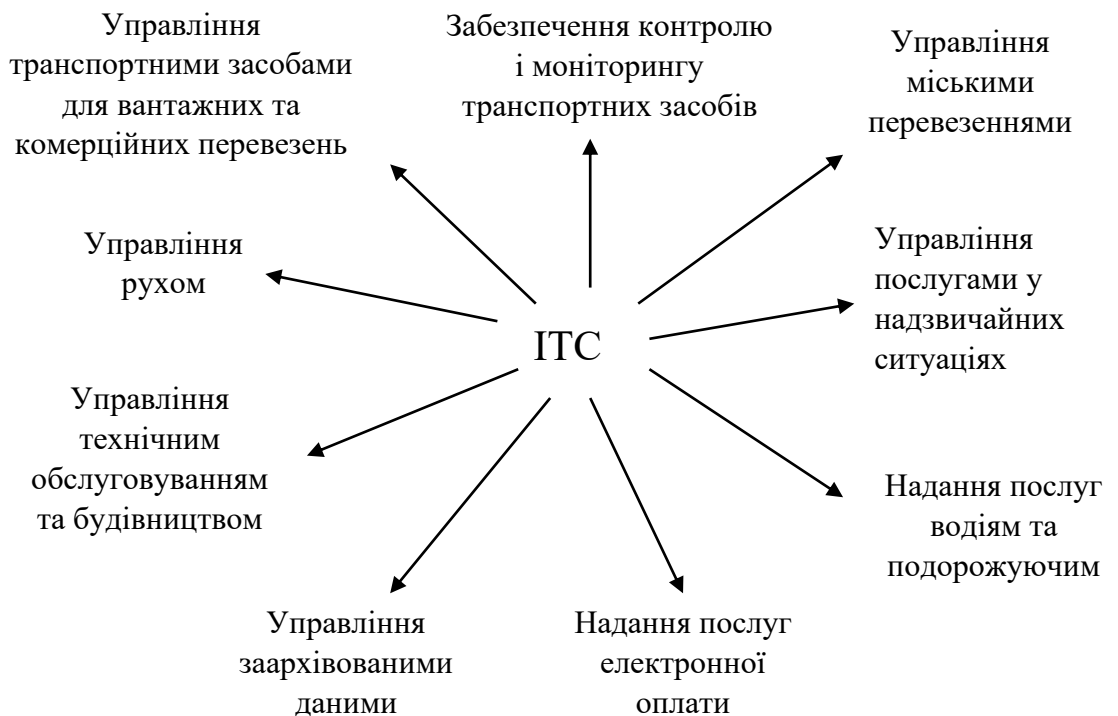 Управління
транспортними засобами
для вантажних та
комерційних перевезень
Забезпечення контролю
і моніторингу
транспортних засобів
Управління
міськими
перевезеннями
Управління
рухом
Управління
послугами у
надзвичайних
ситуаціях
ІТС
Управління
технічним
обслуговуванням
та будівництвом
Надання послуг
водіям та
подорожуючим
Управління
заархівованими
даними
Надання послуг
електронної
оплати